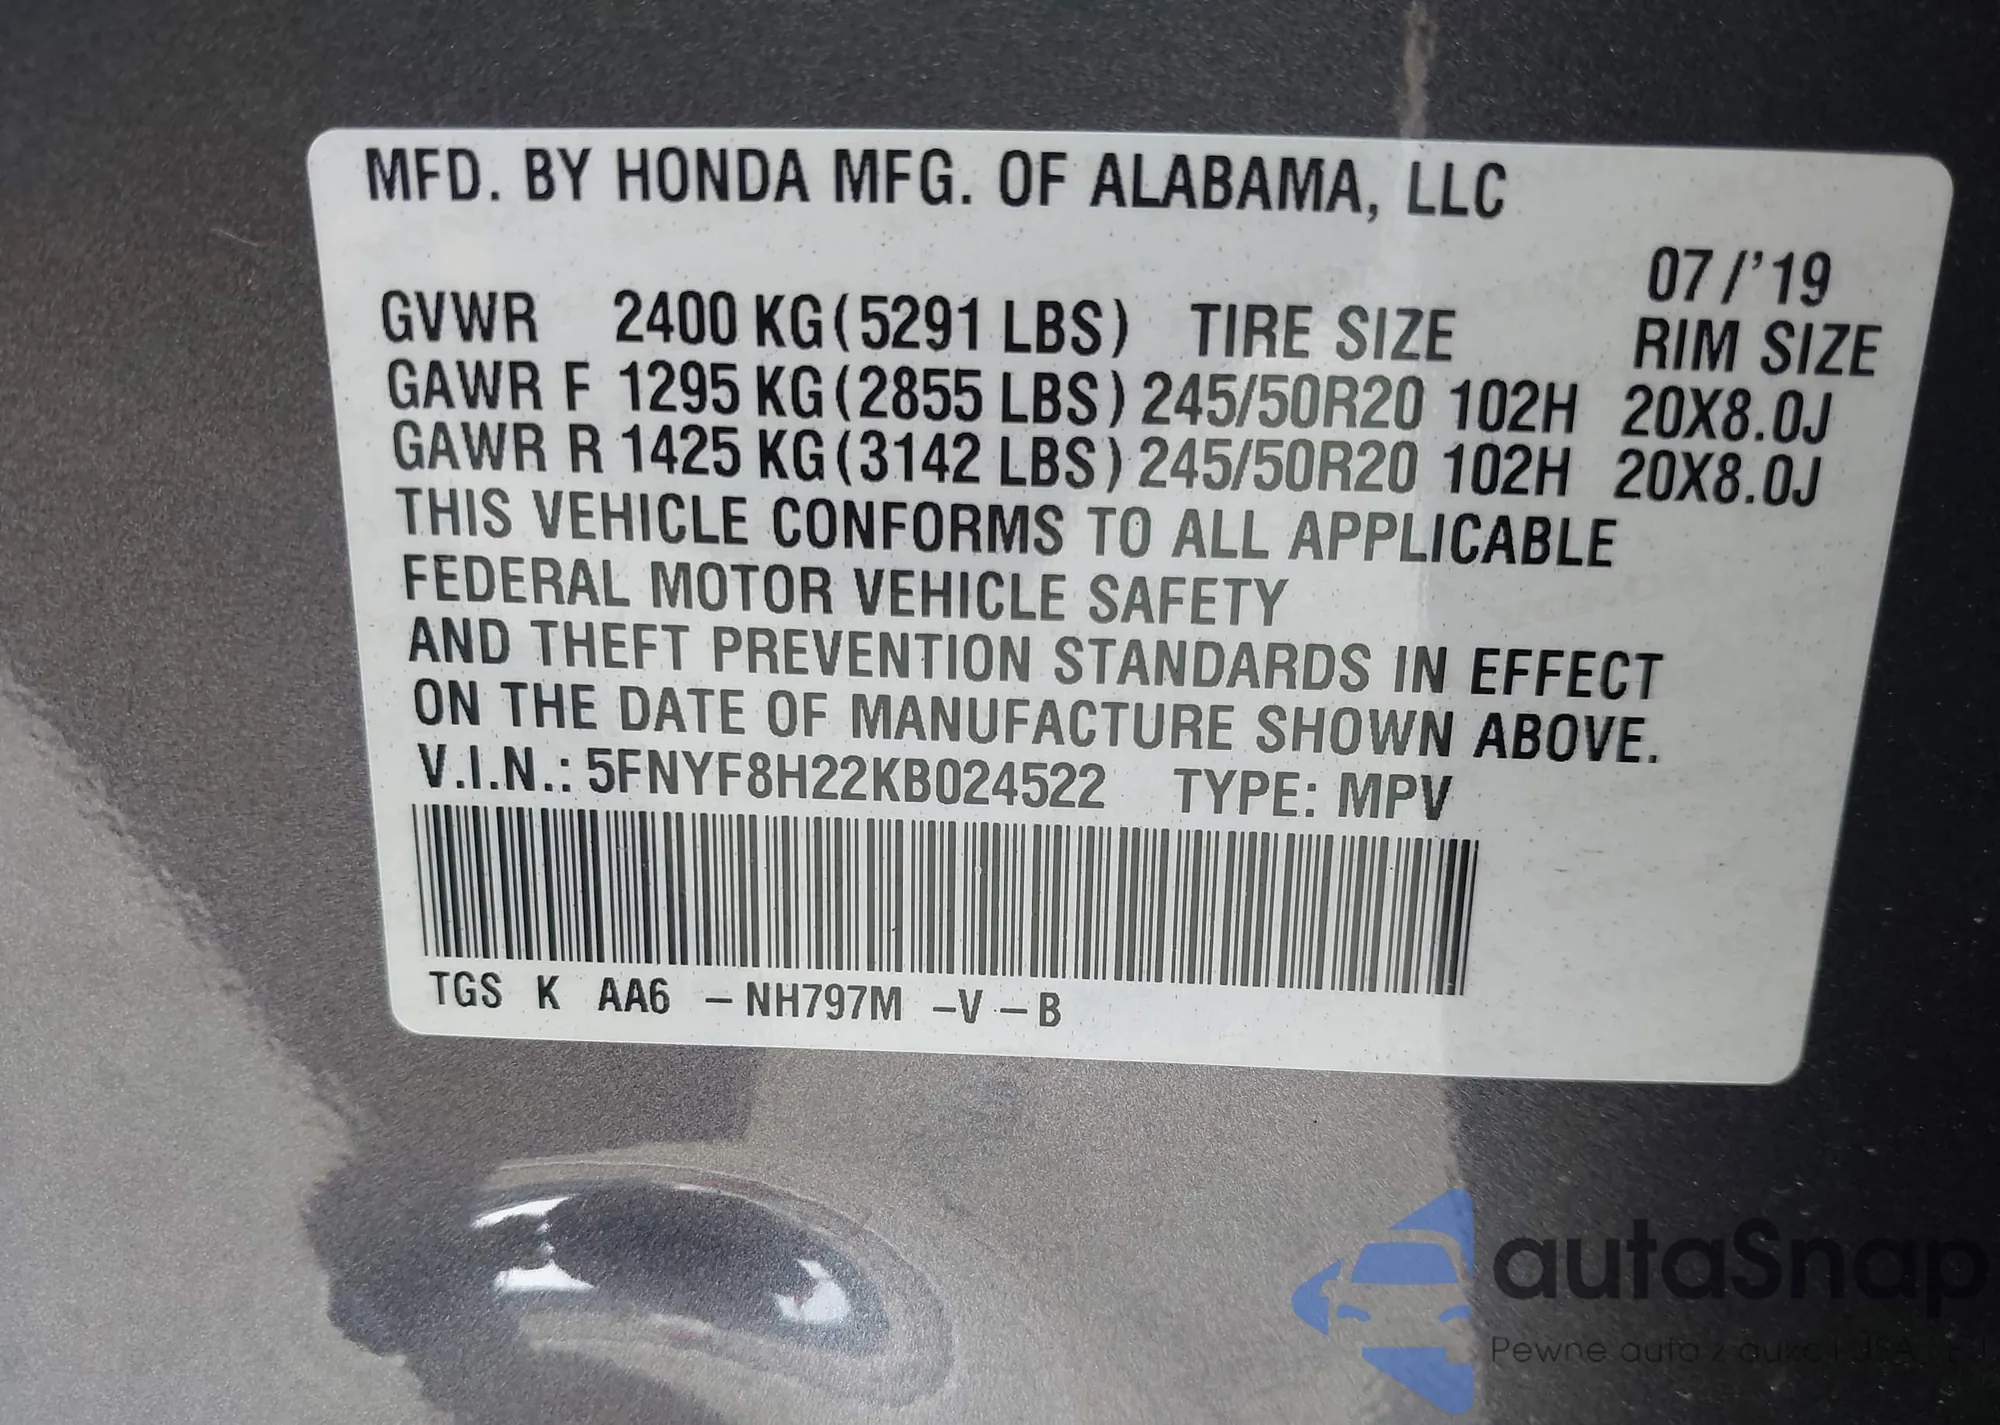 MFD. BY HONDA MFG. OF ALABAMA, LLC
07/'19
GVWR 2400 KG(5291 LBS) TIRE SIZE RIM SIZE
GAWR F 1295 KG(2855 LBS) 245/50R20 102H 20X8.0J
GAWR R 1425 KG(3142 LBS) 245/50R20 102H 20X8.0J
THIS VEHICLE CONFORMS TO ALL APPLICABLE
FEDERAL MOTOR VEHICLE SAFETY
AND THEFT PREVENTION STANDARDS IN EFFECT
ON THE DATE OF MANUFACTURE SHOWN ABOVE.
V.I.N.: 5FNYF8H22KB024522 TYPE: MPV
TGS K AA6 –NH797M –V –B
autaSnap
Pewne auto z